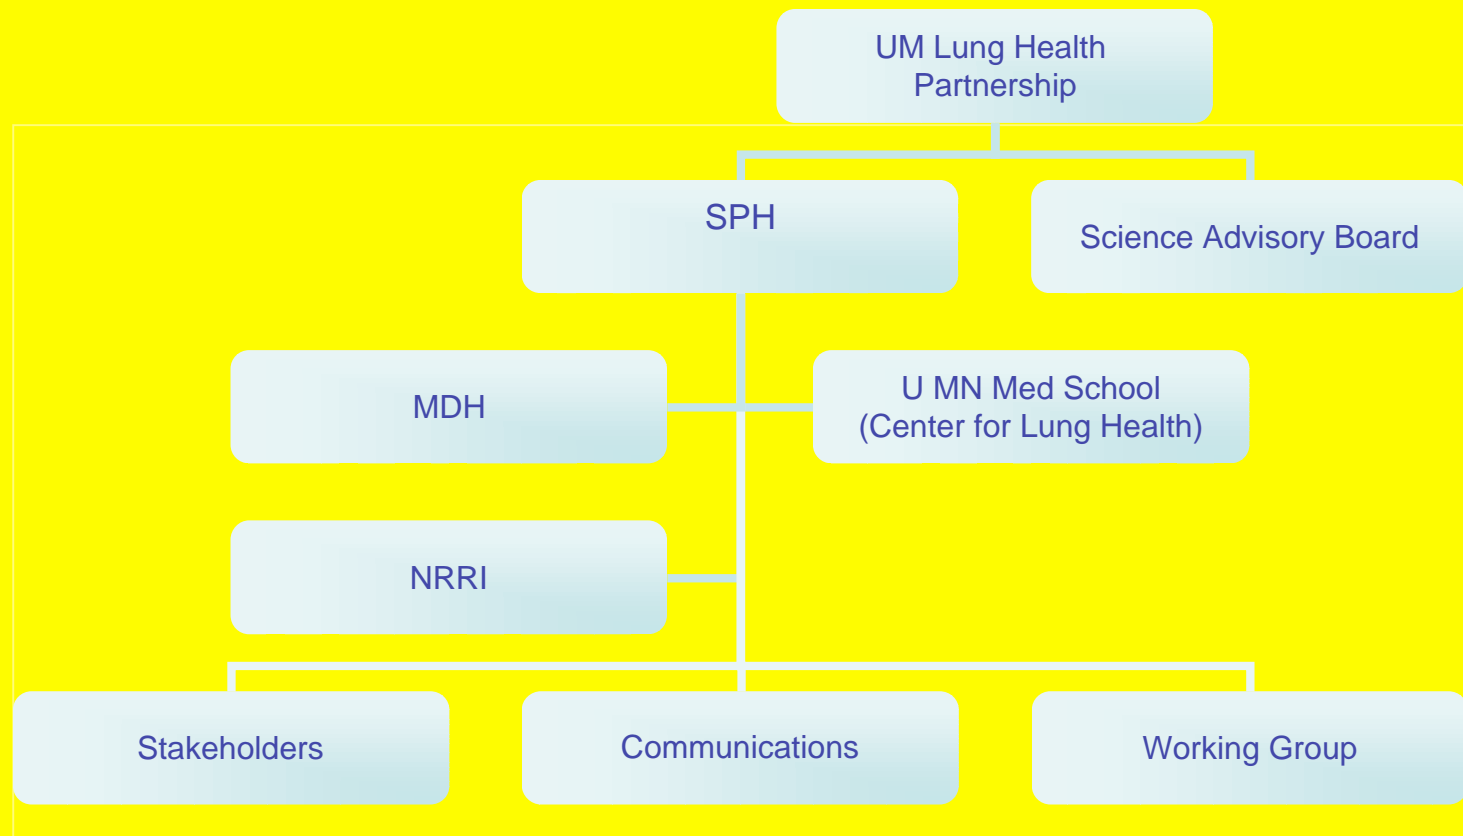 UM Lung Health
Partnership
SPH
Science Advisory Board
MDH
U MN Med School
(Center for Lung Health)
NRRI
Stakeholders
Communications
Working Group